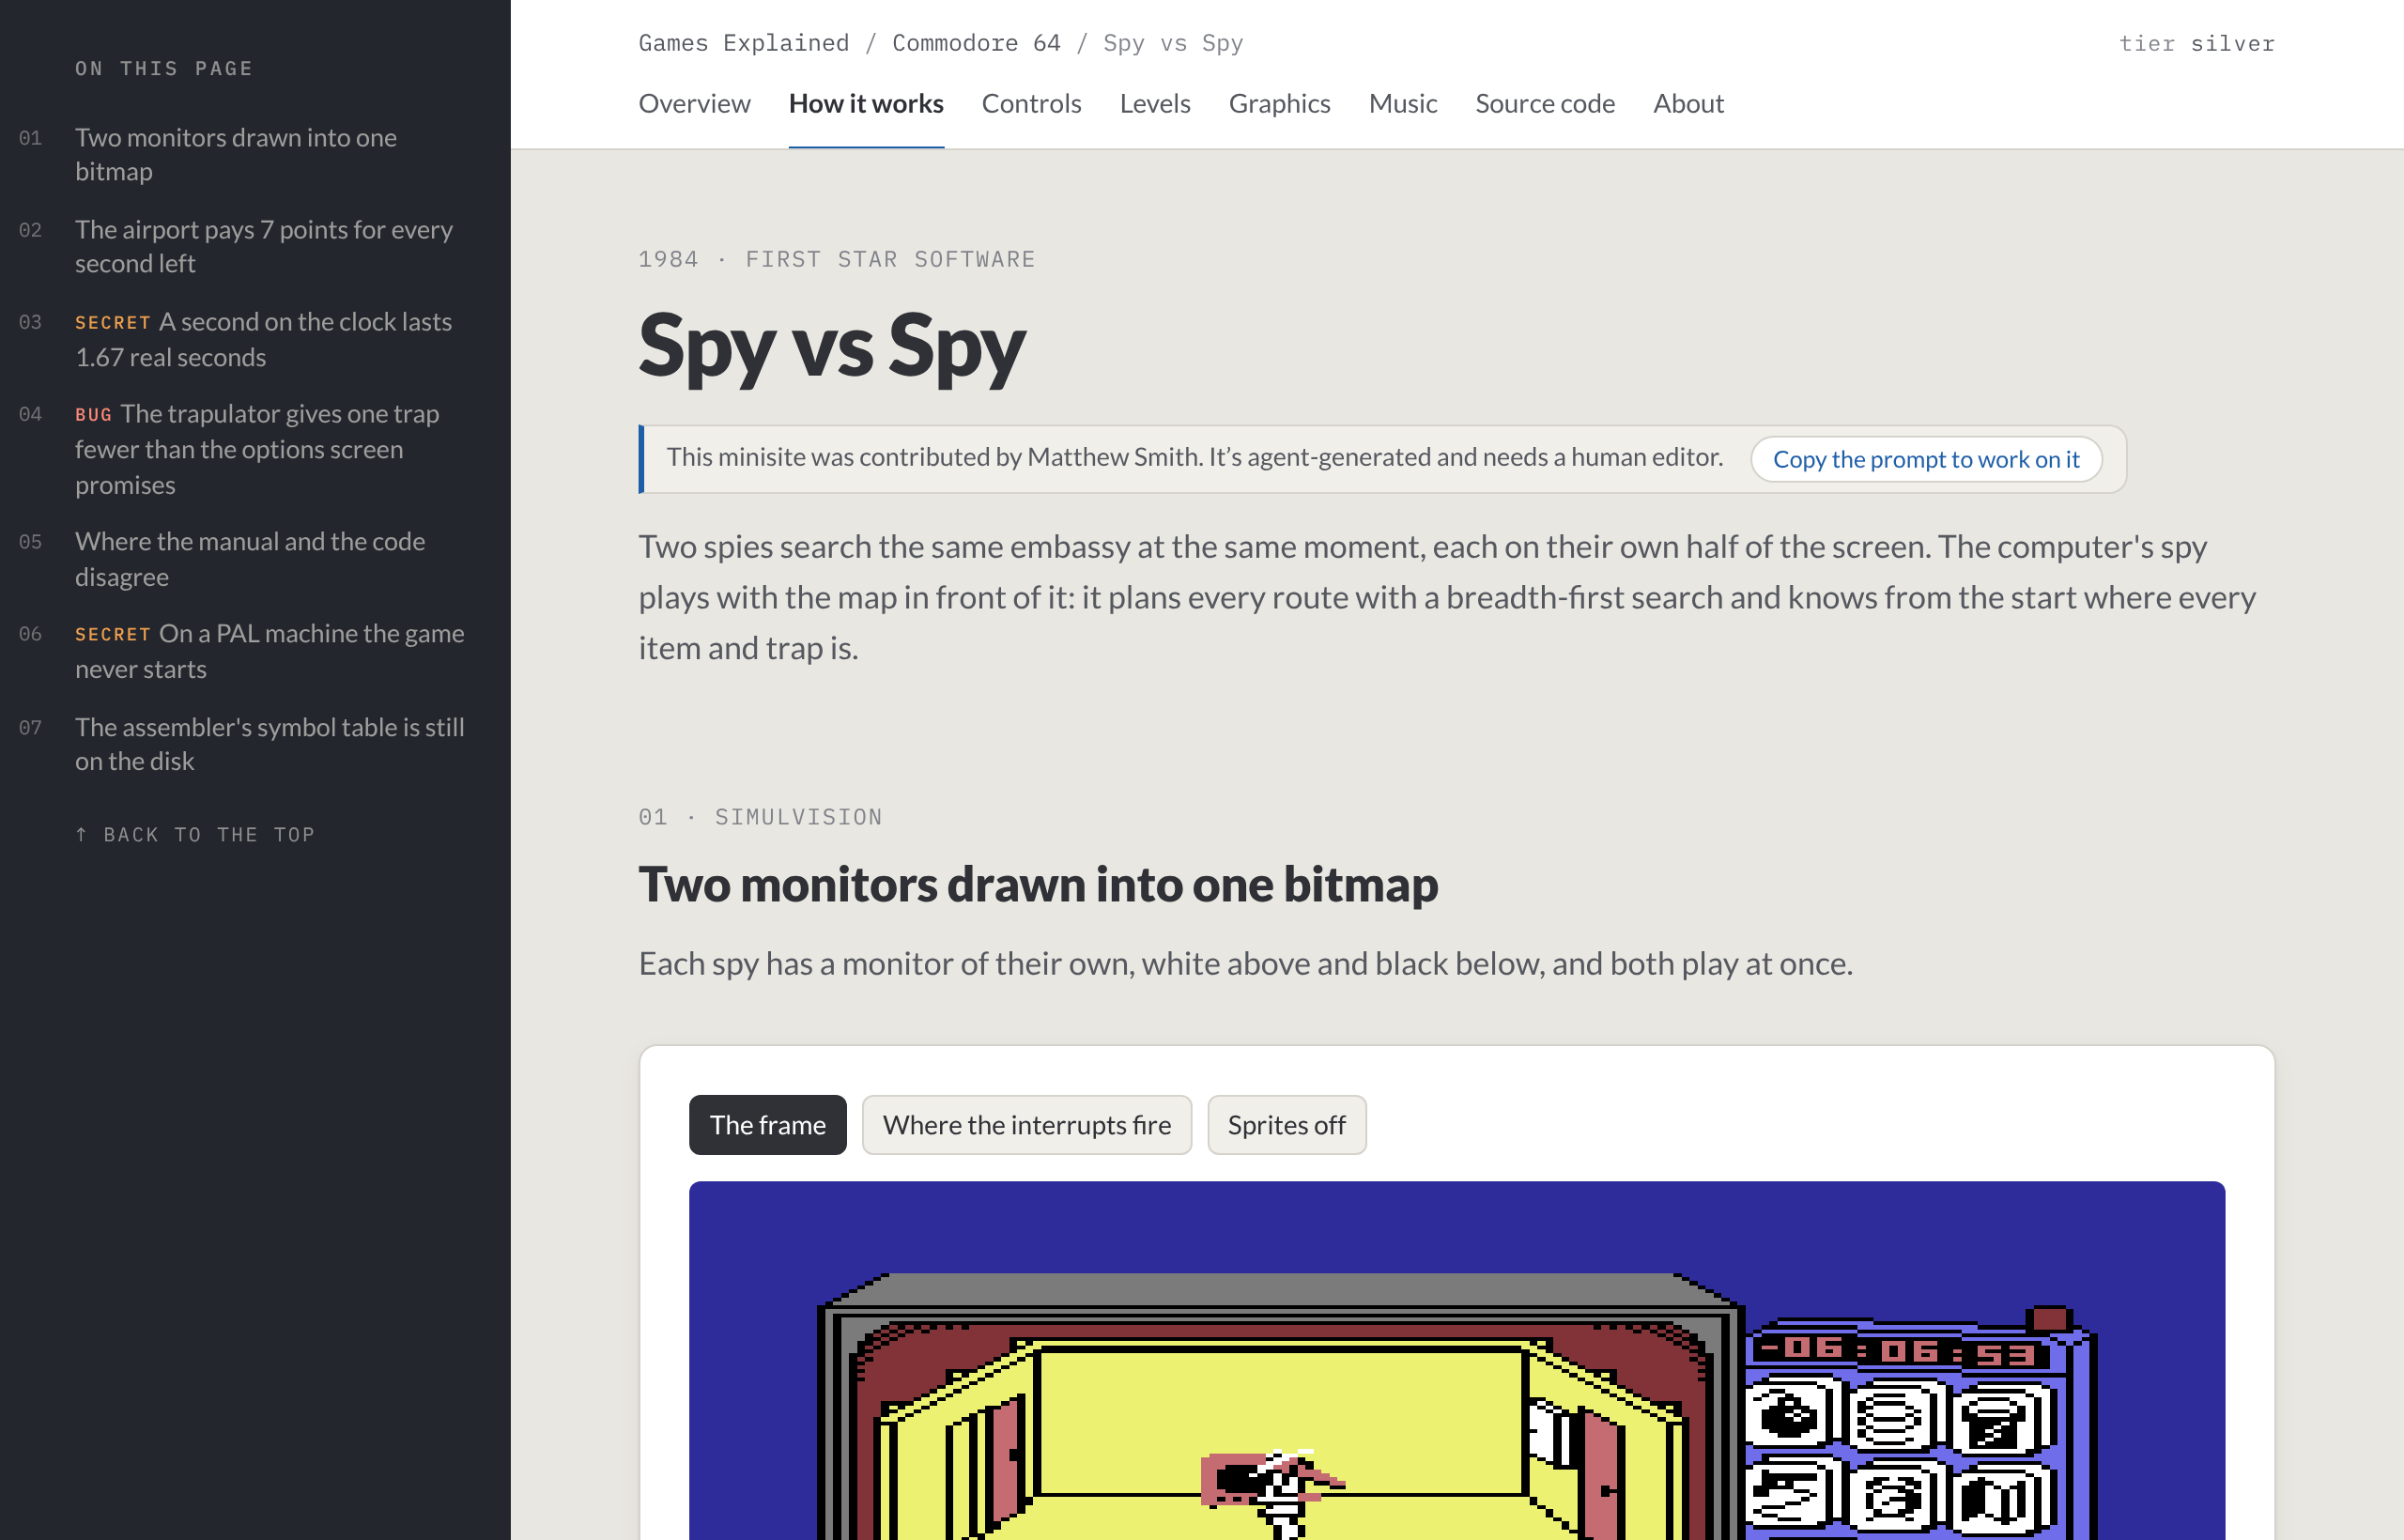 ON THIS PAGE
01 Two monitors drawn into one
bitmap
02 The airport pays 7 points for every
second left
03 SECRET A second on the clock lasts
1.67 real seconds
04 BUG The trapulator gives one trap
fewer than the options screen
promises
05 Where the manual and the code
disagree
06 SECRET On a PAL machine the game
never starts
07 The assembler's symbol table is still
on the disk
↑ BACK TO THE TOP
Games Explained / Commodore 64 / Spy vs Spy
tier silver
Overview How it works Controls Levels Graphics Music Source code About
1984 · FIRST STAR SOFTWARE
Spy vs Spy
This minisite was contributed by Matthew Smith. It’s agent-generated and needs a human editor. Copy the prompt to work on it
Two spies search the same embassy at the same moment, each on their own half of the screen. The computer's spy
plays with the map in front of it: it plans every route with a breadth-first search and knows from the start where every
item and trap is.
01 · SIMULVISION
Two monitors drawn into one bitmap
Each spy has a monitor of their own, white above and black below, and both play at once.
The frame Where the interrupts fire Sprites off
-06:06:53